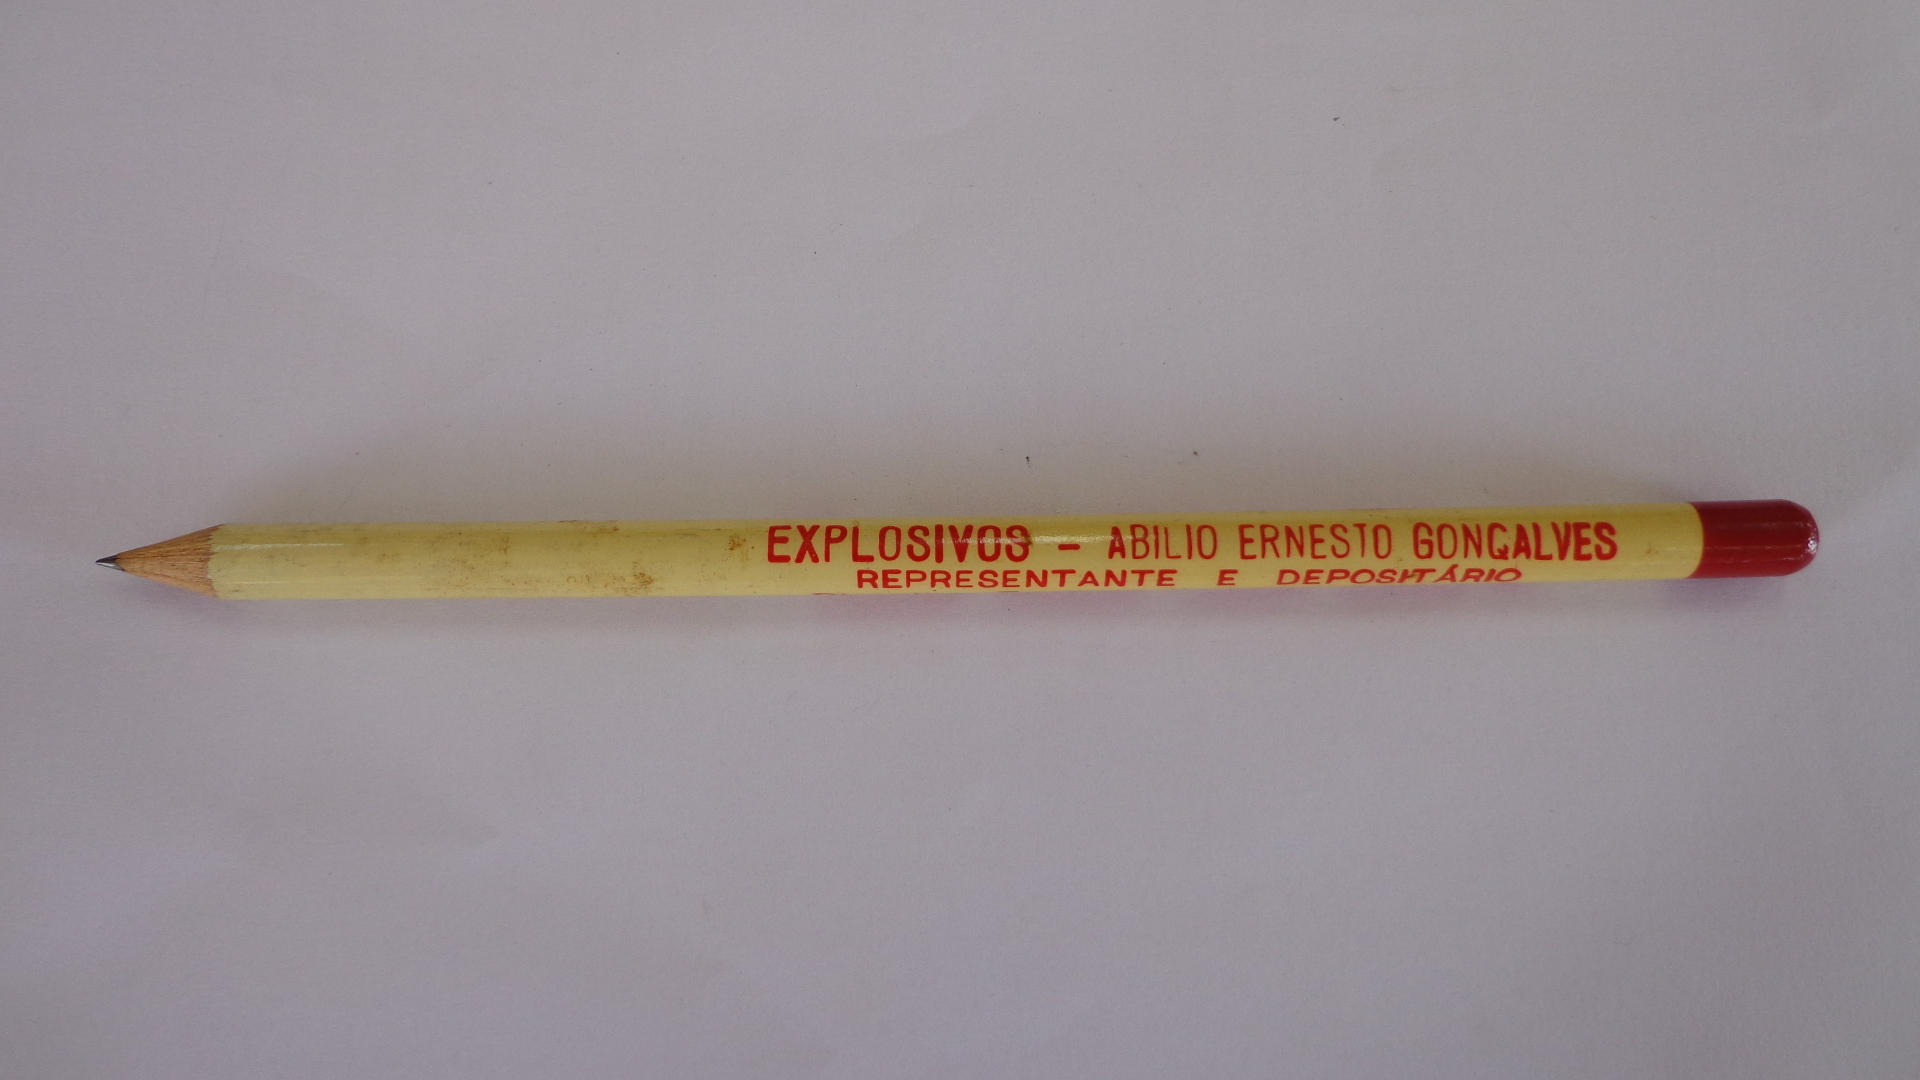 EXPLOSIVOS - ABILIO ERNESTO GONÇALVES
REPRESENTANTE E DEPOSITÁRIO